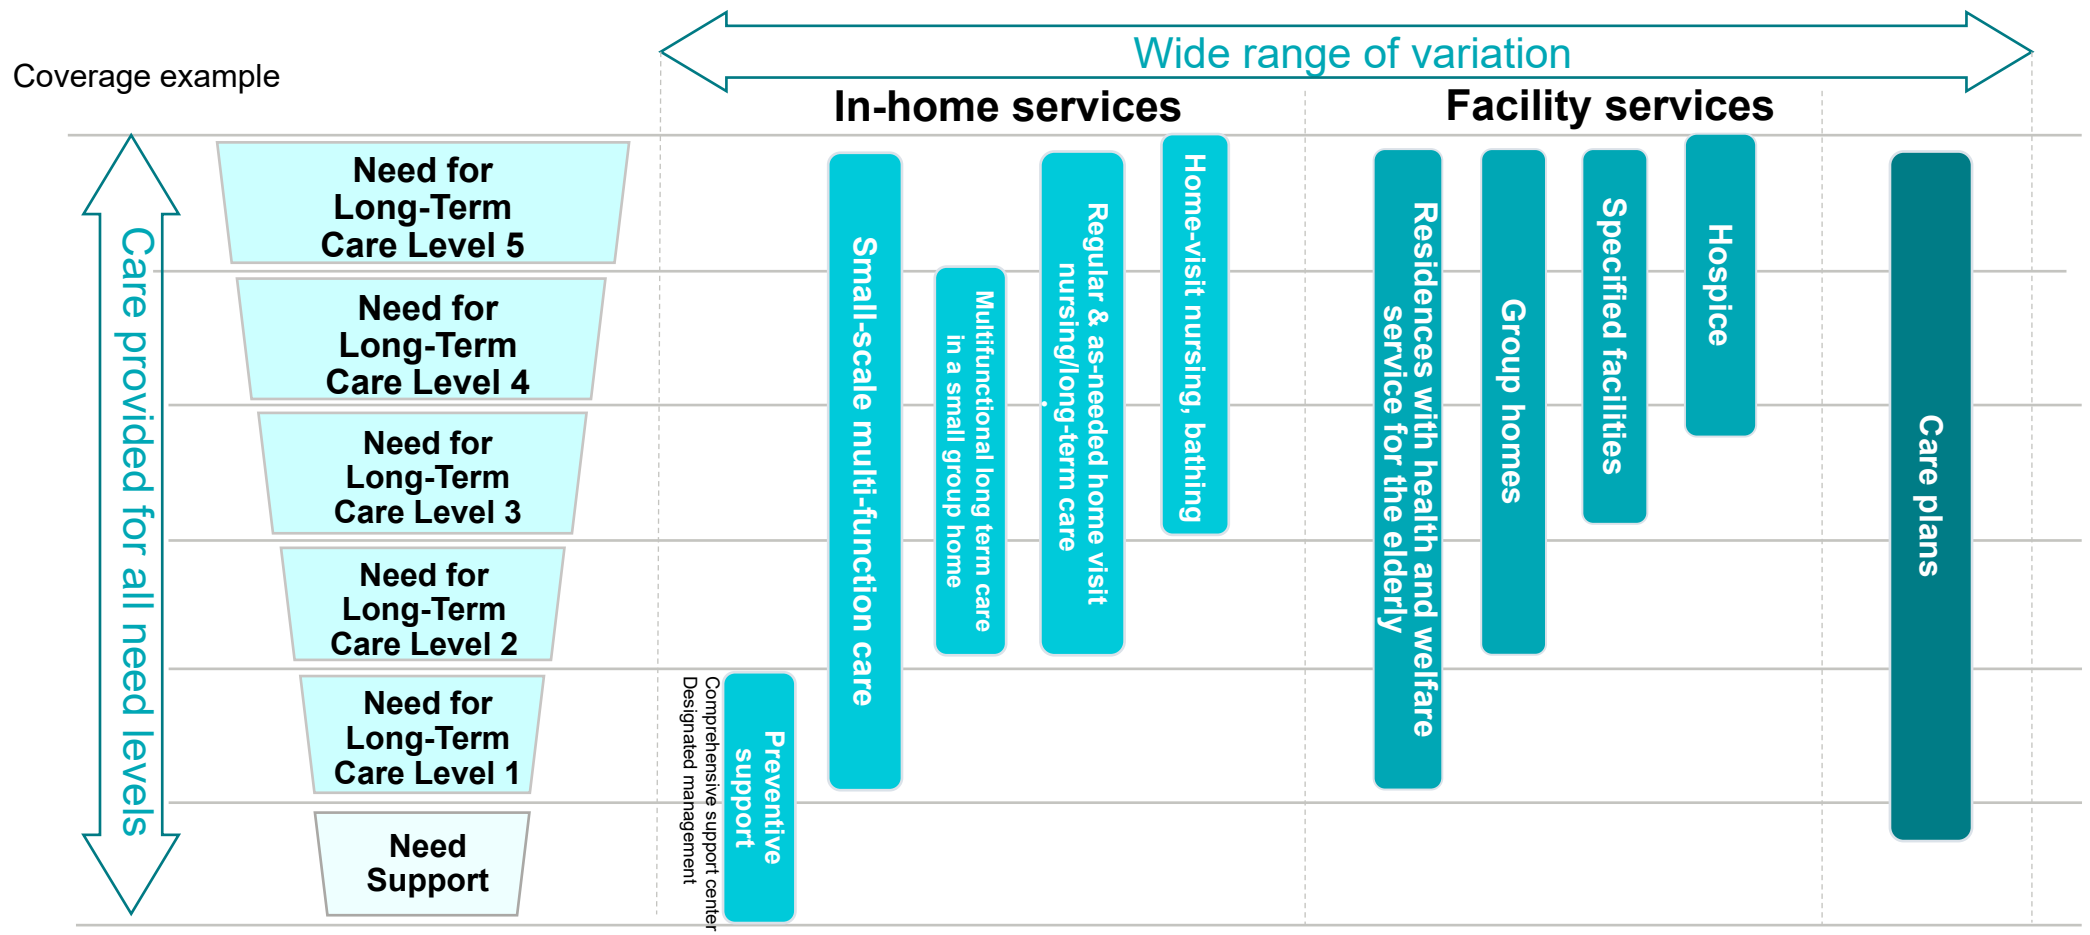 Wide range of variation
Coverage example
In-home services
Facility services
Care provided for all need levels
Need for
Long-Term
Care Level 5
Need for
Long-Term
Care Level 4
Need for
Long-Term
Care Level 3
Need for
Long-Term
Care Level 2
Need for
Long-Term
Care Level 1
Need
Support
Comprehensive support center
Designated management
Preventive
support
Small-scale multi-function care
Multifunctional long term care
in a small group home
Regular & as-needed home visit
nursing/long-term care
Home-visit nursing, bathing
Residences with health and welfare
service for the elderly
Group homes
Specified facilities
Hospice
Care plans